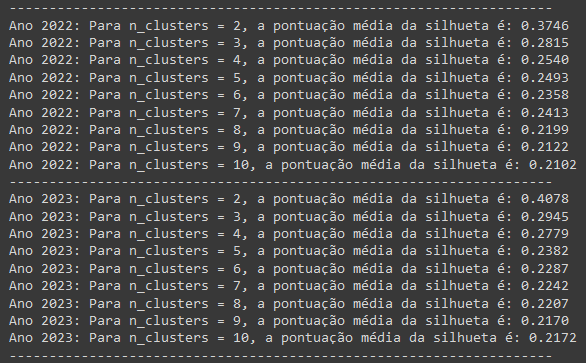 --------------------------------------------------------------------
Ano 2022: Para n_clusters = 2, a pontuação média da silhueta é: 0.3746
Ano 2022: Para n_clusters = 3, a pontuação média da silhueta é: 0.2815
Ano 2022: Para n_clusters = 4, a pontuação média da silhueta é: 0.2540
Ano 2022: Para n_clusters = 5, a pontuação média da silhueta é: 0.2493
Ano 2022: Para n_clusters = 6, a pontuação média da silhueta é: 0.2358
Ano 2022: Para n_clusters = 7, a pontuação média da silhueta é: 0.2413
Ano 2022: Para n_clusters = 8, a pontuação média da silhueta é: 0.2199
Ano 2022: Para n_clusters = 9, a pontuação média da silhueta é: 0.2122
Ano 2022: Para n_clusters = 10, a pontuação média da silhueta é: 0.2102
--------------------------------------------------------------------
Ano 2023: Para n_clusters = 2, a pontuação média da silhueta é: 0.4078
Ano 2023: Para n_clusters = 3, a pontuação média da silhueta é: 0.2945
Ano 2023: Para n_clusters = 4, a pontuação média da silhueta é: 0.2779
Ano 2023: Para n_clusters = 5, a pontuação média da silhueta é: 0.2382
Ano 2023: Para n_clusters = 6, a pontuação média da silhueta é: 0.2287
Ano 2023: Para n_clusters = 7, a pontuação média da silhueta é: 0.2242
Ano 2023: Para n_clusters = 8, a pontuação média da silhueta é: 0.2207
Ano 2023: Para n_clusters = 9, a pontuação média da silhueta é: 0.2170
Ano 2023: Para n_clusters = 10, a pontuação média da silhueta é: 0.2172
--------------------------------------------------------------------